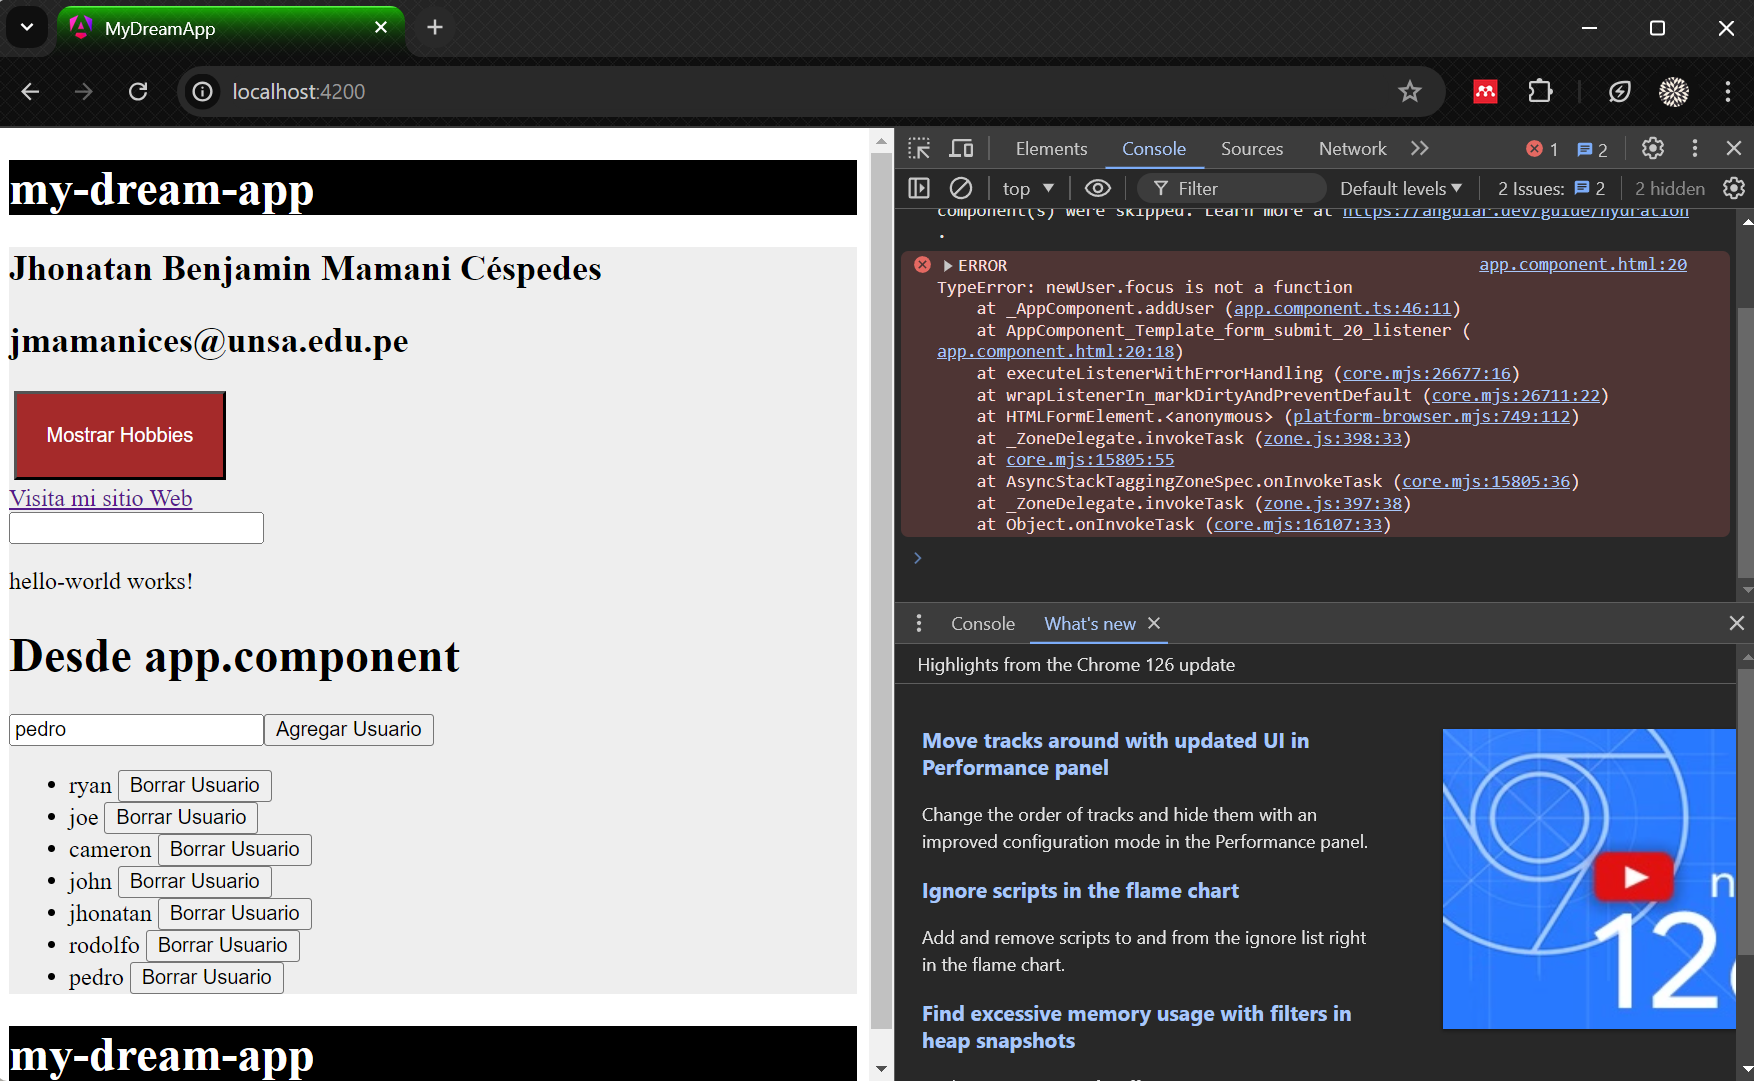 MyDreamApp
localhost:4200
my-dream-app
Jhonatan Benjamin Mamani Céspedes
jmamanices@unsa.edu.pe
Mostrar Hobbies
Visita mi sitio Web
hello-world works!
Desde app.component
pedro
Agregar Usuario
ryan Borrar Usuario
joe Borrar Usuario
cameron Borrar Usuario
john Borrar Usuario
jhonatan Borrar Usuario
rodolfo Borrar Usuario
pedro Borrar Usuario
my-dream-app
Elements Console Sources Network 1 2
top Filter Default levels 2 Issues: 2 2 hidden
component(s) were skipped. Learn more at https://angular.dev/guide/hydration
.
ERROR app.component.html:20
TypeError: newUser.focus is not a function
at _AppComponent.addUser (app.component.ts:46:11)
at AppComponent_Template_form_submit_20_listener (
app.component.html:20:18)
at executeListenerWithErrorHandling (core.mjs:26677:16)
at wrapListenerIn_markDirtyAndPreventDefault (core.mjs:26711:22)
at HTMLFormElement.<anonymous> (platform-browser.mjs:749:112)
at _ZoneDelegate.invokeTask (zone.js:398:33)
at core.mjs:15805:55
at AsyncStackTaggingZoneSpec.onInvokeTask (core.mjs:15805:36)
at _ZoneDelegate.invokeTask (zone.js:397:38)
at Object.onInvokeTask (core.mjs:16107:33)
Console What's new
Highlights from the Chrome 126 update
Move tracks around with updated UI in
Performance panel
Change the order of tracks and hide them with an
improved configuration mode in the Performance panel.
Ignore scripts in the flame chart
Add and remove scripts to and from the ignore list right
in the flame chart.
Find excessive memory usage with filters in
heap snapshots
n
12